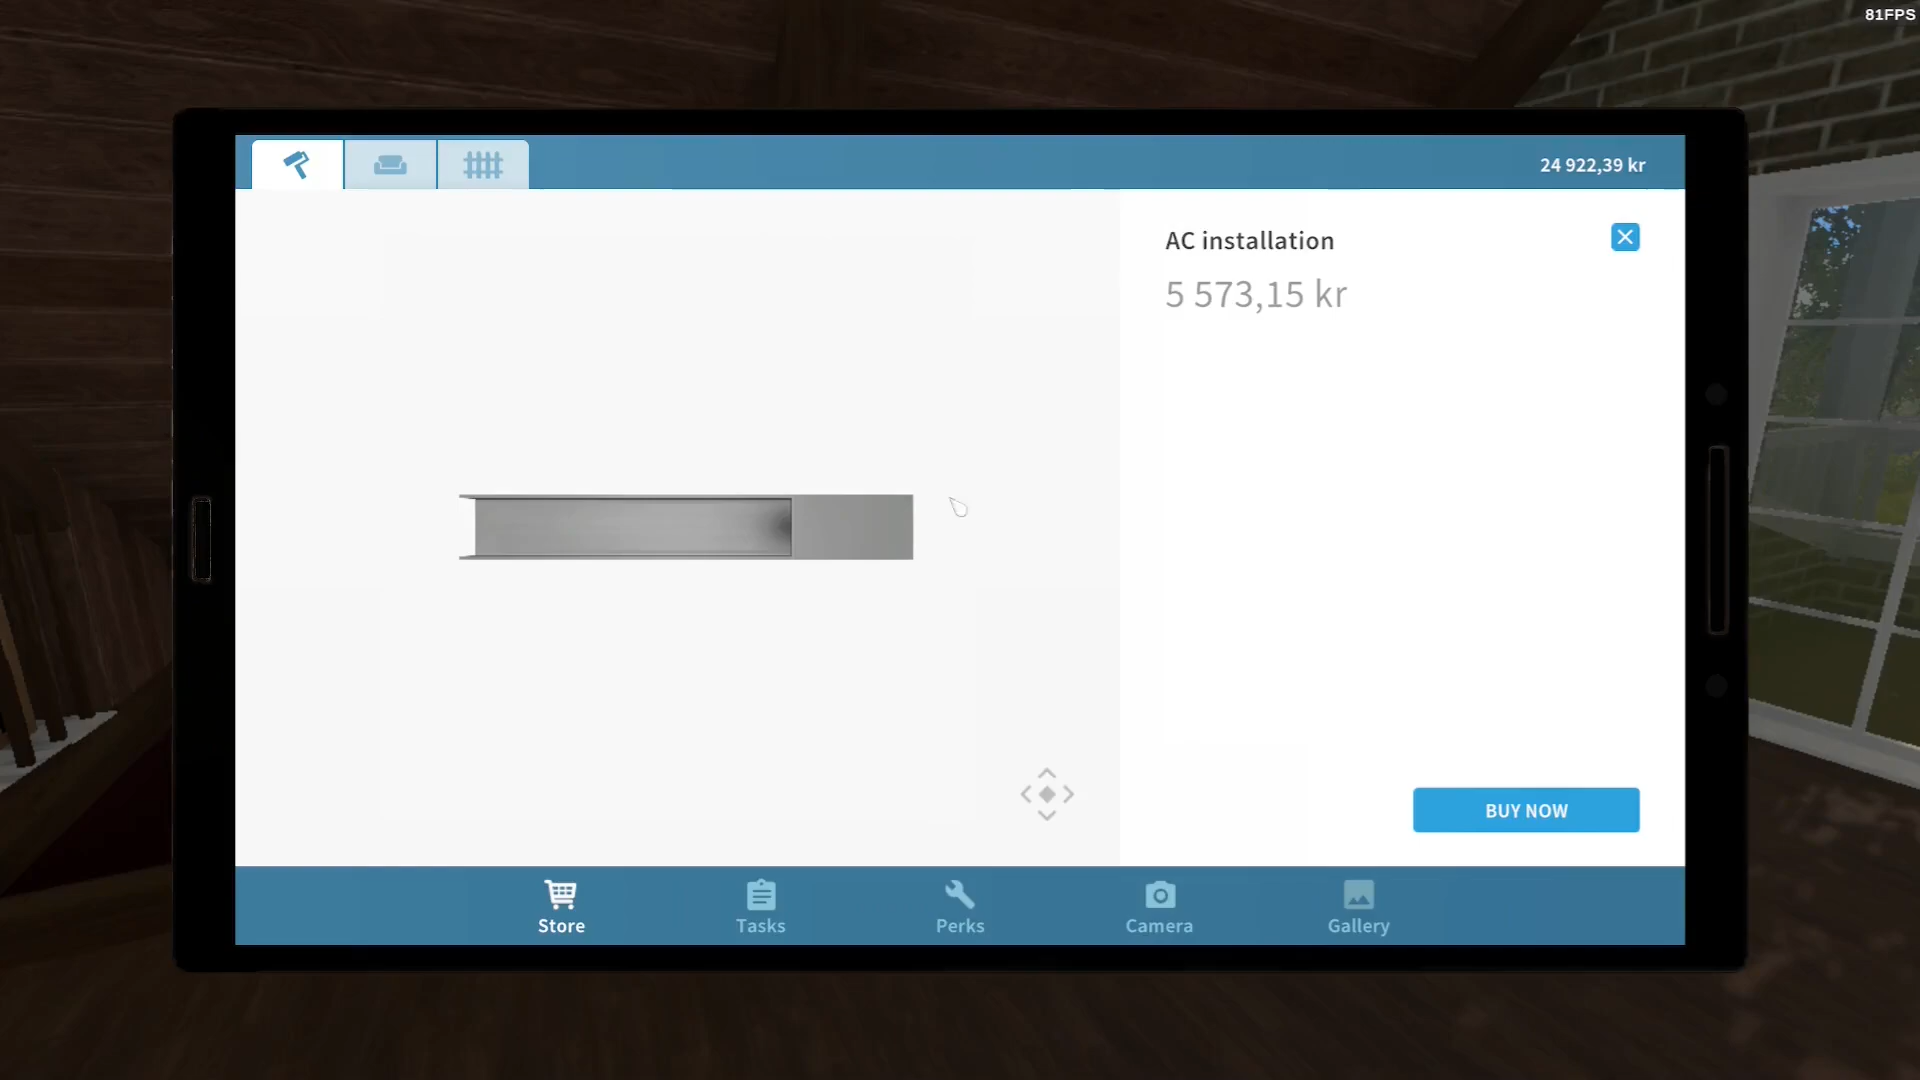 81FPS
24 922,39 kr
AC installation
5 573,15 kr
BUY NOW
Store
Tasks
Perks
Camera
Gallery